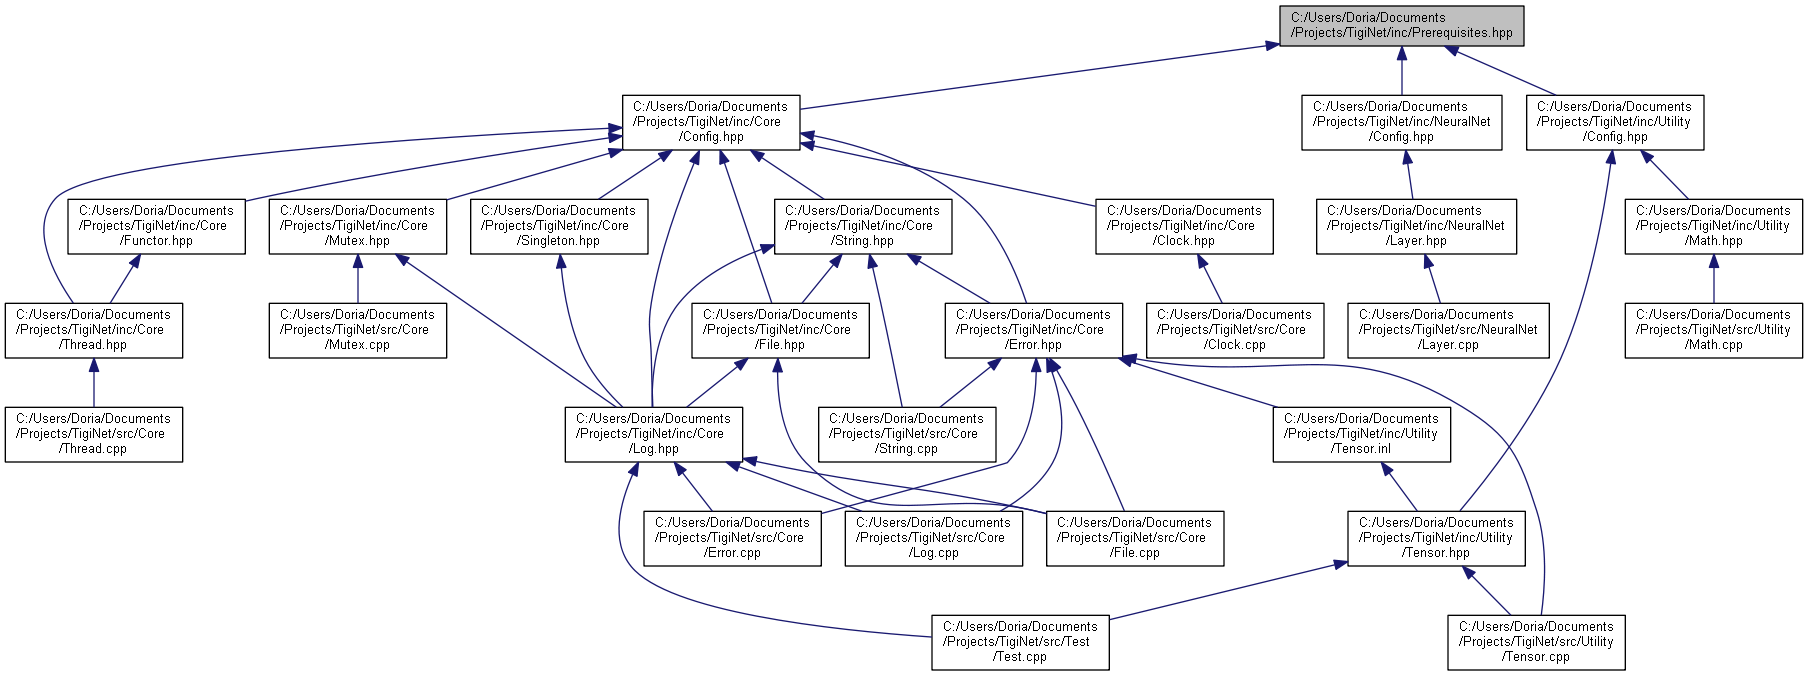 C:/Users/Doria/Documents
/Projects/TigiNet/inc/Prerequisites.hpp
C:/Users/Doria/Documents
/Projects/TigiNet/inc/Core
/Config.hpp
C:/Users/Doria/Documents
/Projects/TigiNet/inc/NeuralNet
/Config.hpp
C:/Users/Doria/Documents
/Projects/TigiNet/inc/Utility
/Config.hpp
C:/Users/Doria/Documents
/Projects/TigiNet/inc/Core
/Functor.hpp
C:/Users/Doria/Documents
/Projects/TigiNet/inc/Core
/Mutex.hpp
C:/Users/Doria/Documents
/Projects/TigiNet/inc/Core
/Singleton.hpp
C:/Users/Doria/Documents
/Projects/TigiNet/inc/Core
/String.hpp
C:/Users/Doria/Documents
/Projects/TigiNet/inc/Core
/Clock.hpp
C:/Users/Doria/Documents
/Projects/TigiNet/inc/NeuralNet
/Layer.hpp
C:/Users/Doria/Documents
/Projects/TigiNet/inc/Utility
/Math.hpp
C:/Users/Doria/Documents
/Projects/TigiNet/inc/Core
/Thread.hpp
C:/Users/Doria/Documents
/Projects/TigiNet/src/Core
/Mutex.cpp
C:/Users/Doria/Documents
/Projects/TigiNet/inc/Core
/File.hpp
C:/Users/Doria/Documents
/Projects/TigiNet/inc/Core
/Error.hpp
C:/Users/Doria/Documents
/Projects/TigiNet/src/Core
/Clock.cpp
C:/Users/Doria/Documents
/Projects/TigiNet/src/NeuralNet
/Layer.cpp
C:/Users/Doria/Documents
/Projects/TigiNet/src/Utility
/Math.cpp
C:/Users/Doria/Documents
/Projects/TigiNet/src/Core
/Thread.cpp
C:/Users/Doria/Documents
/Projects/TigiNet/inc/Core
/Log.hpp
C:/Users/Doria/Documents
/Projects/TigiNet/src/Core
/String.cpp
C:/Users/Doria/Documents
/Projects/TigiNet/inc/Utility
/Tensor.inl
C:/Users/Doria/Documents
/Projects/TigiNet/src/Core
/Error.cpp
C:/Users/Doria/Documents
/Projects/TigiNet/src/Core
/Log.cpp
C:/Users/Doria/Documents
/Projects/TigiNet/src/Core
/File.cpp
C:/Users/Doria/Documents
/Projects/TigiNet/inc/Utility
/Tensor.hpp
C:/Users/Doria/Documents
/Projects/TigiNet/src/Test
/Test.cpp
C:/Users/Doria/Documents
/Projects/TigiNet/src/Utility
/Tensor.cpp